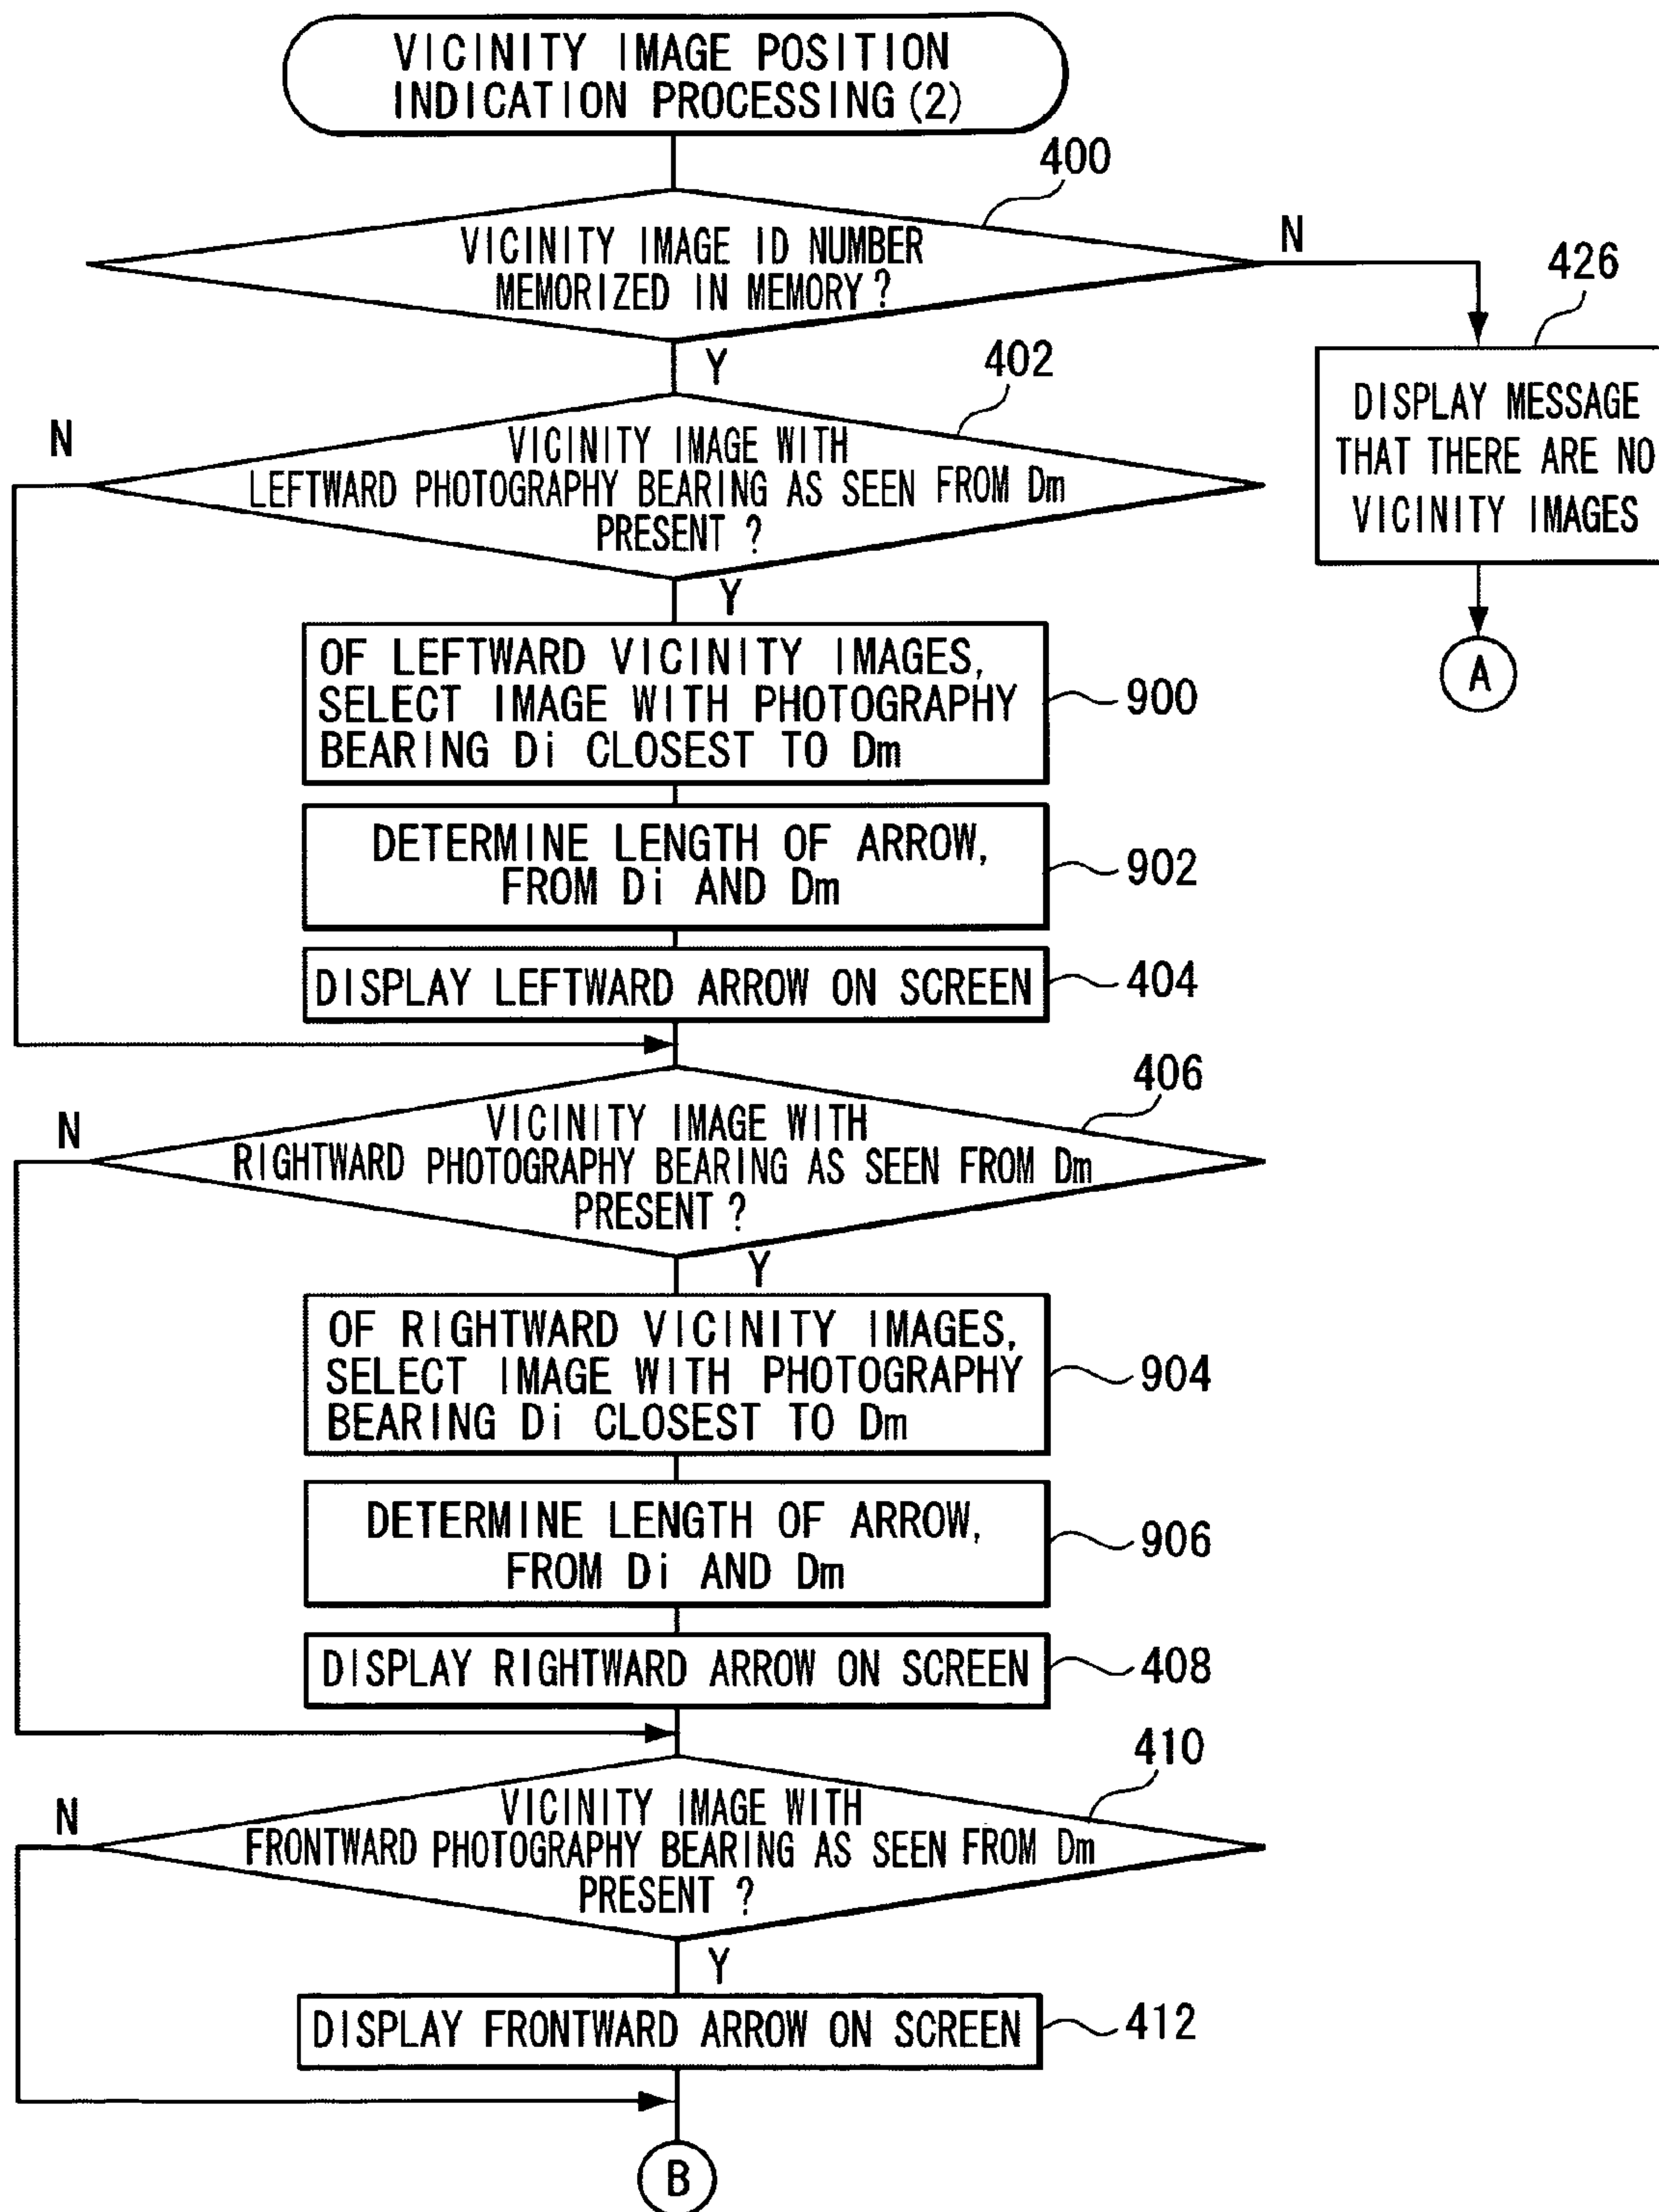 VICINITY IMAGE POSITION
INDICATION PROCESSING (2)
400
VICINITY IMAGE ID NUMBER
MEMORIZED IN MEMORY ?
N
Y
426
DISPLAY MESSAGE
THAT THERE ARE NO
VICINITY IMAGES
A
402
N
VICINITY IMAGE WITH
LEFTWARD PHOTOGRAPHY BEARING AS SEEN FROM Dm
PRESENT ?
Y
OF LEFTWARD VICINITY IMAGES,
SELECT IMAGE WITH PHOTOGRAPHY
BEARING Di CLOSEST TO Dm
900
DETERMINE LENGTH OF ARROW,
FROM Di AND Dm
902
DISPLAY LEFTWARD ARROW ON SCREEN
404
406
N
VICINITY IMAGE WITH
RIGHTWARD PHOTOGRAPHY BEARING AS SEEN FROM Dm
PRESENT ?
Y
OF RIGHTWARD VICINITY IMAGES,
SELECT IMAGE WITH PHOTOGRAPHY
BEARING Di CLOSEST TO Dm
904
DETERMINE LENGTH OF ARROW,
FROM Di AND Dm
906
DISPLAY RIGHTWARD ARROW ON SCREEN
408
410
N
VICINITY IMAGE WITH
FRONTWARD PHOTOGRAPHY BEARING AS SEEN FROM Dm
PRESENT ?
Y
DISPLAY FRONTWARD ARROW ON SCREEN
412
B